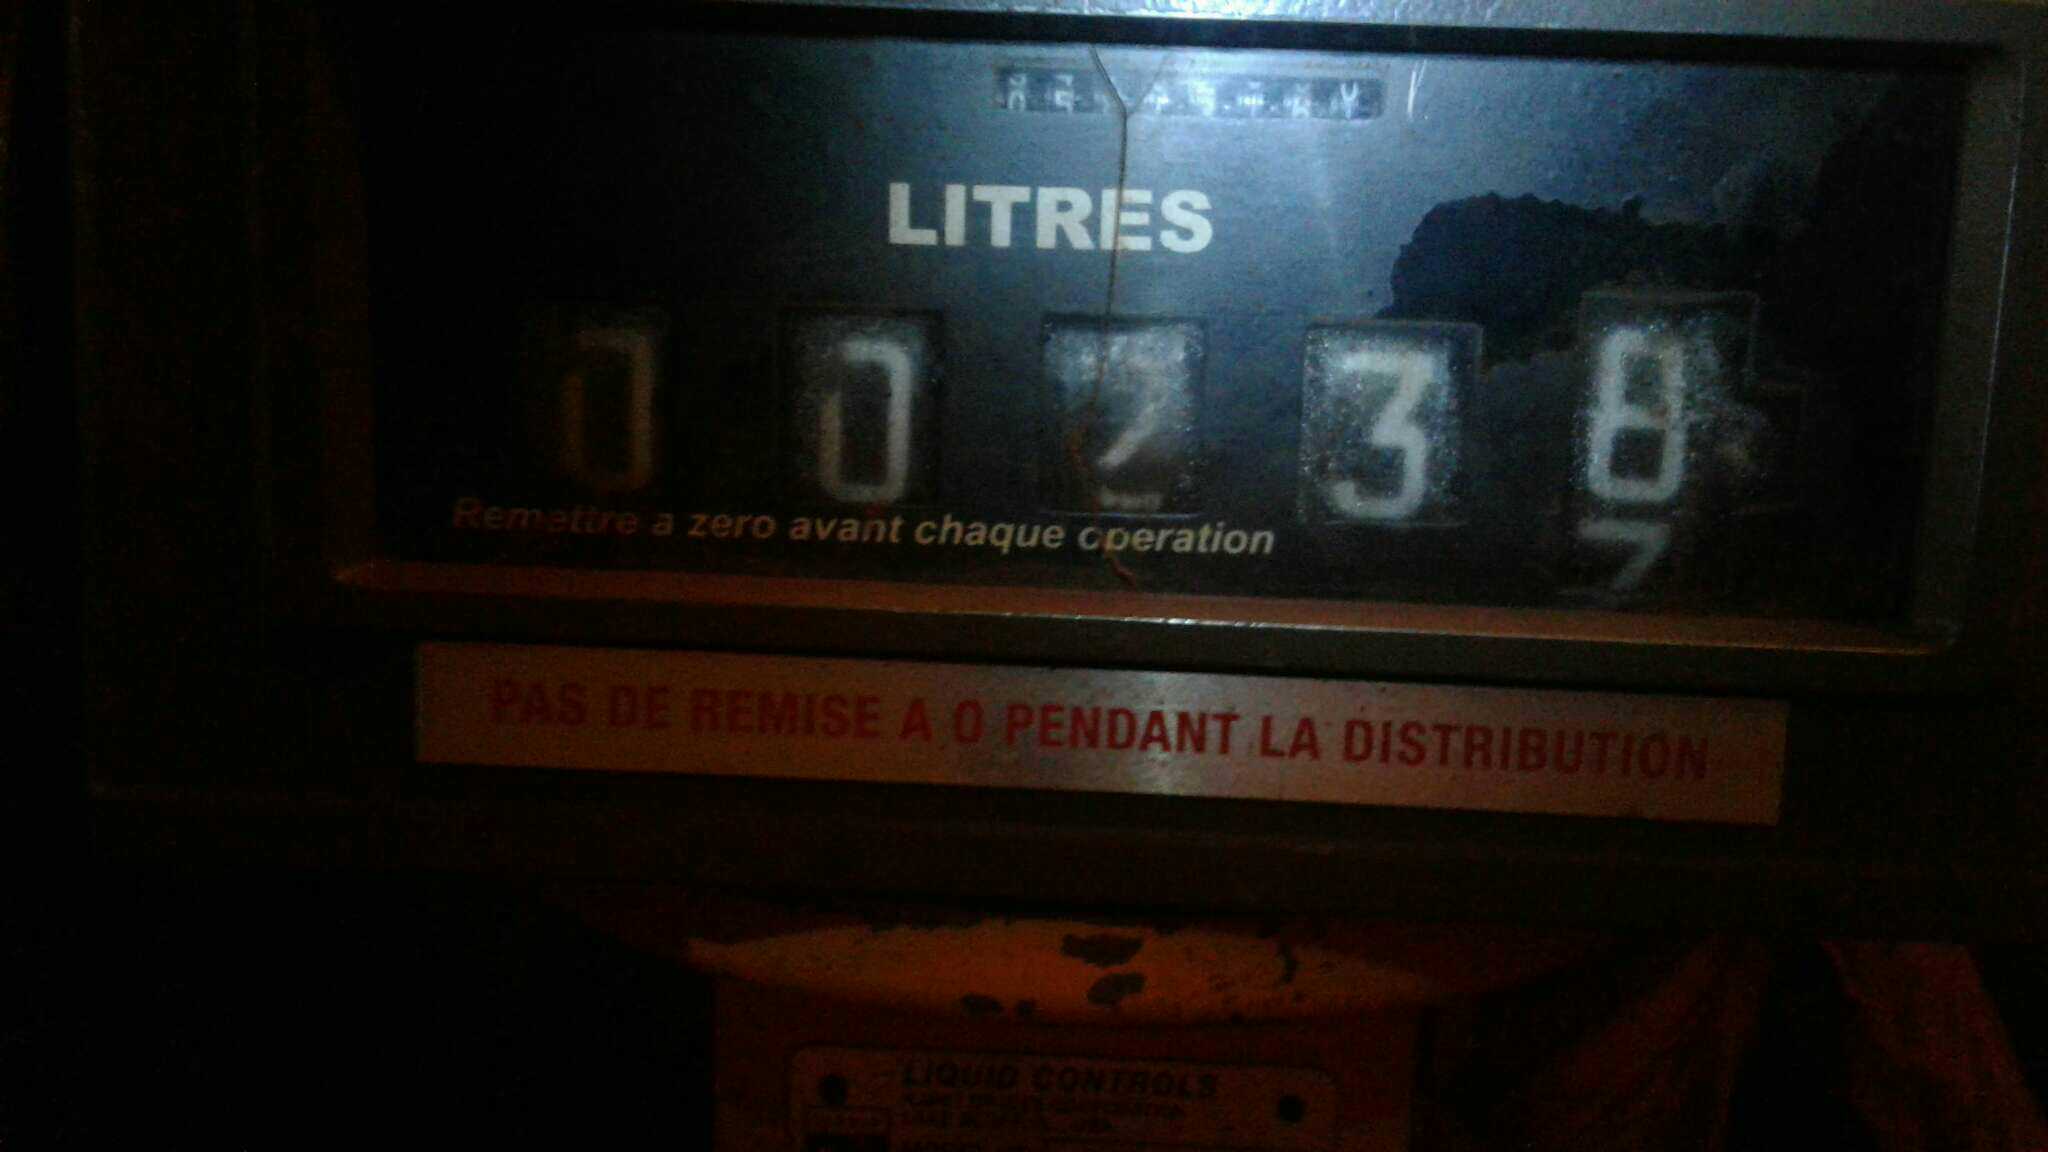 LITRES
0 0 2 3 8
7
Remettre a zero avant chaque operation
PAS DE REMISE A 0 PENDANT LA DISTRIBUTION
LIQUID CONTROLS